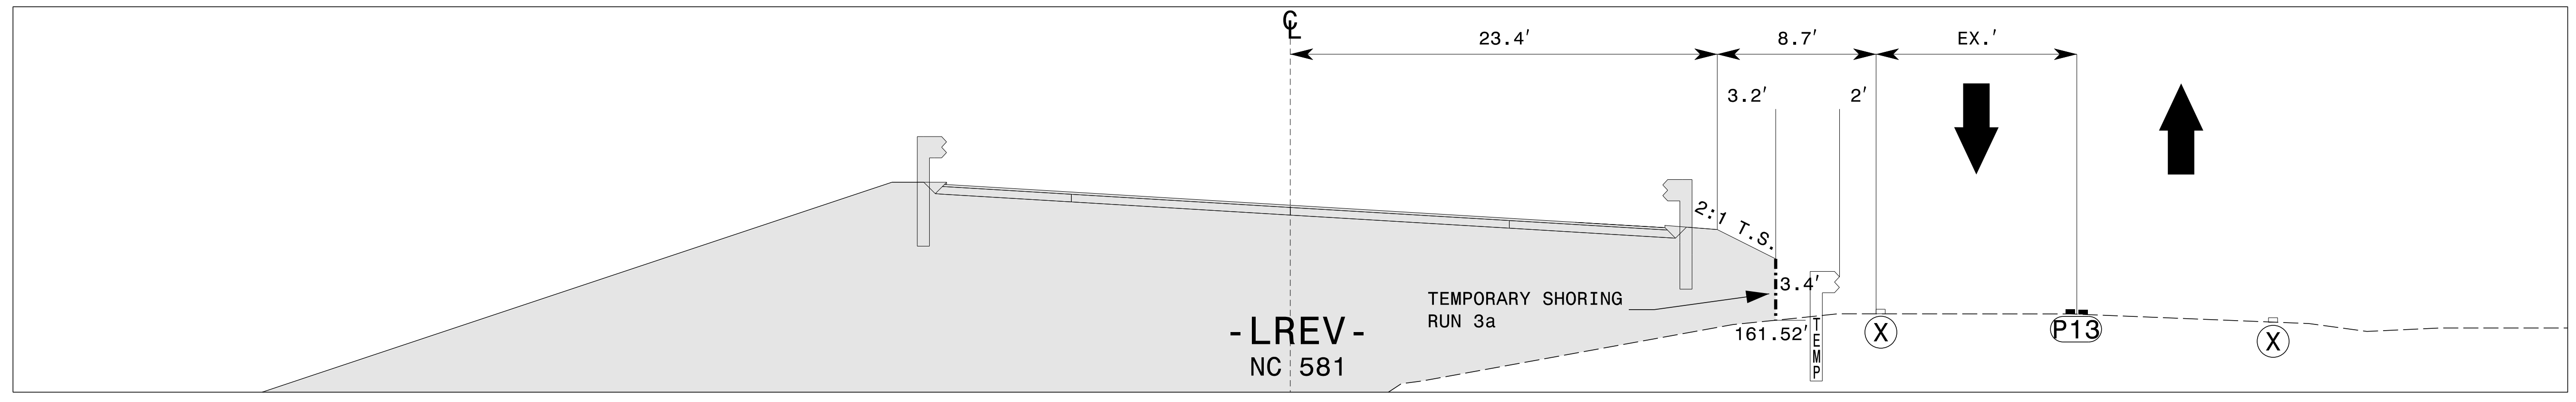 ℄
23.4'
8.7'
EX.'
3.2'
2'
2:1 T.S.
3.4'
TEMPORARY SHORING
RUN 3a
161.52'
TEMP
-LREV-
NC 581
X
P13
X